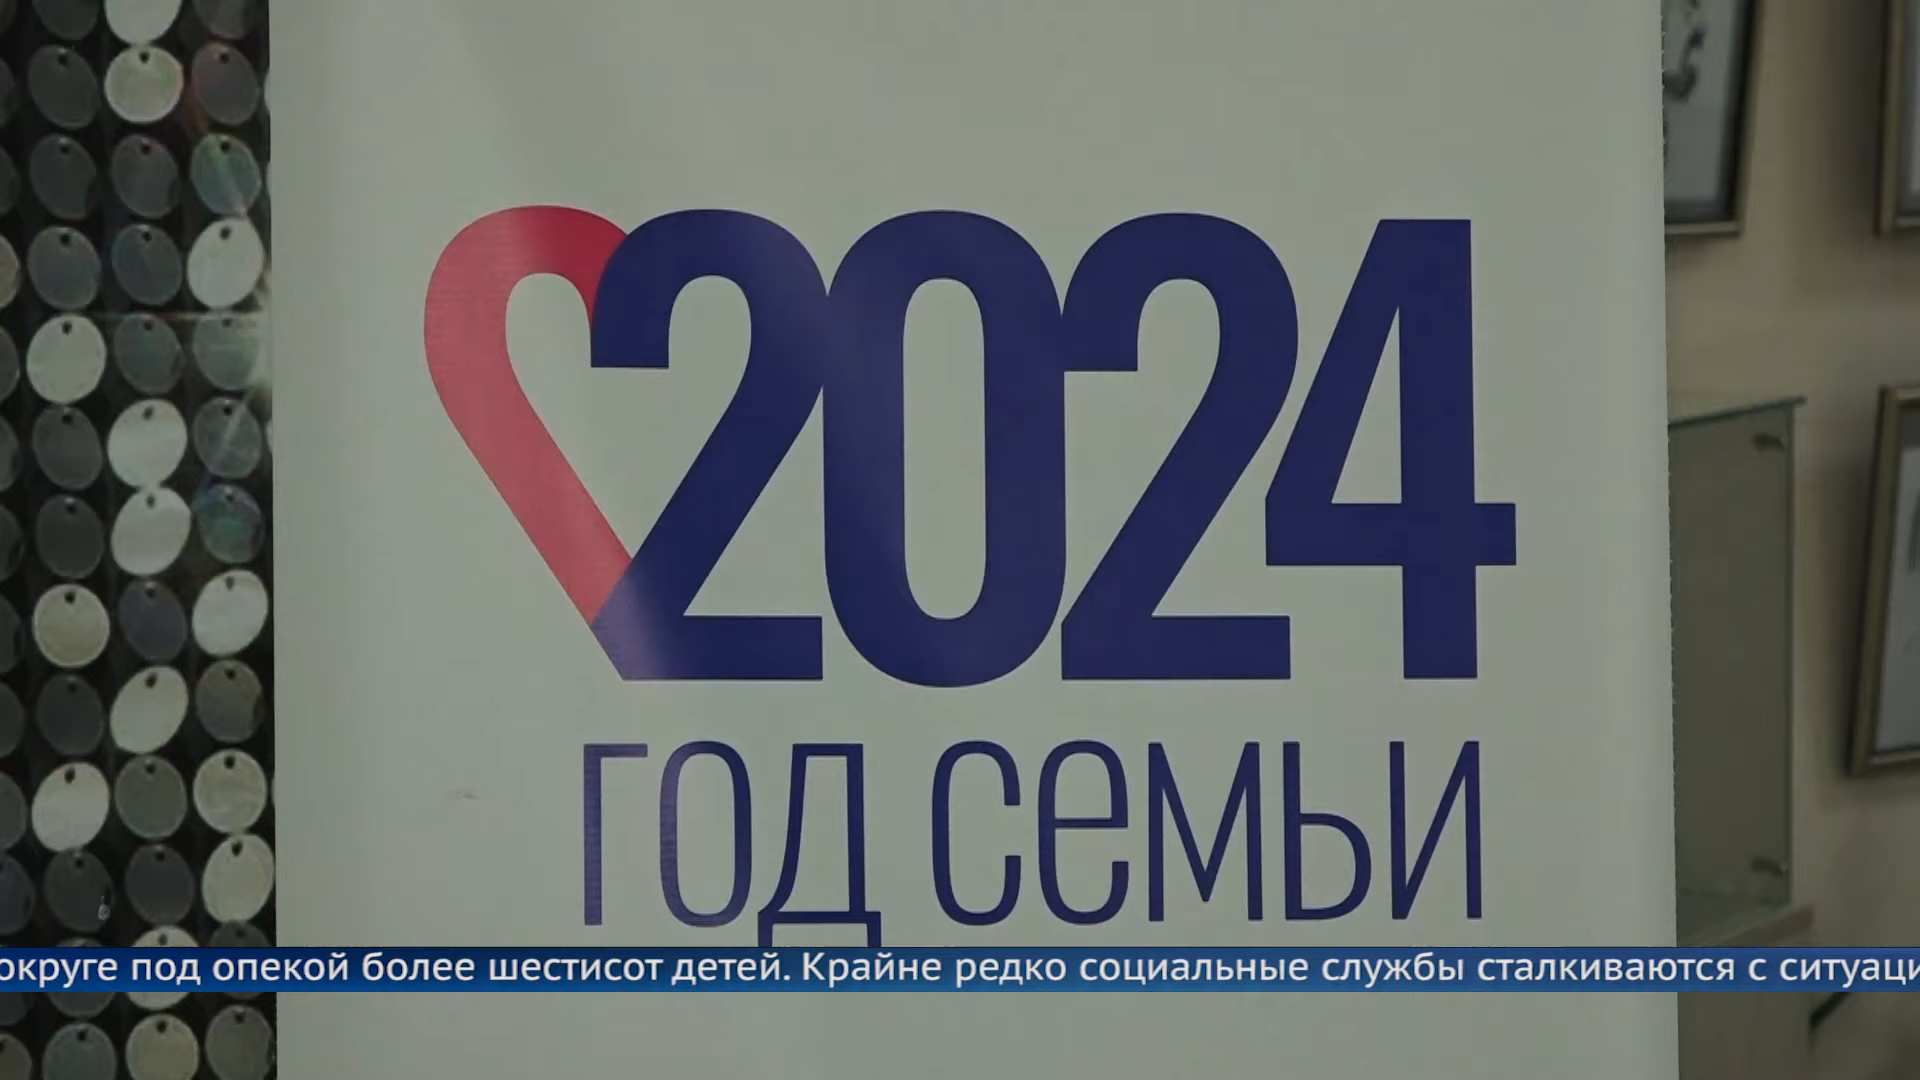 2024
год семьи
округе под опекой более шестисот детей. Крайне редко социальные службы сталкиваются с ситуаци